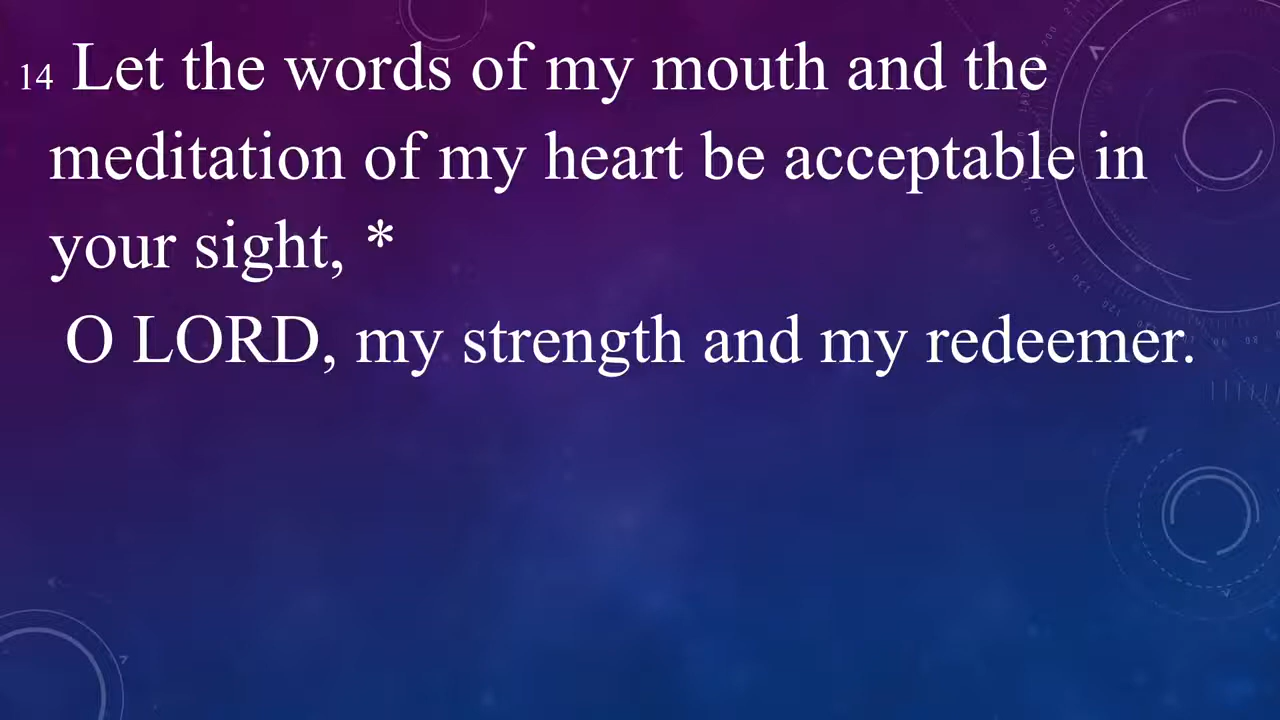 14 Let the words of my mouth and the
meditation of my heart be acceptable in
your sight, *
O LORD, my strength and my redeemer.